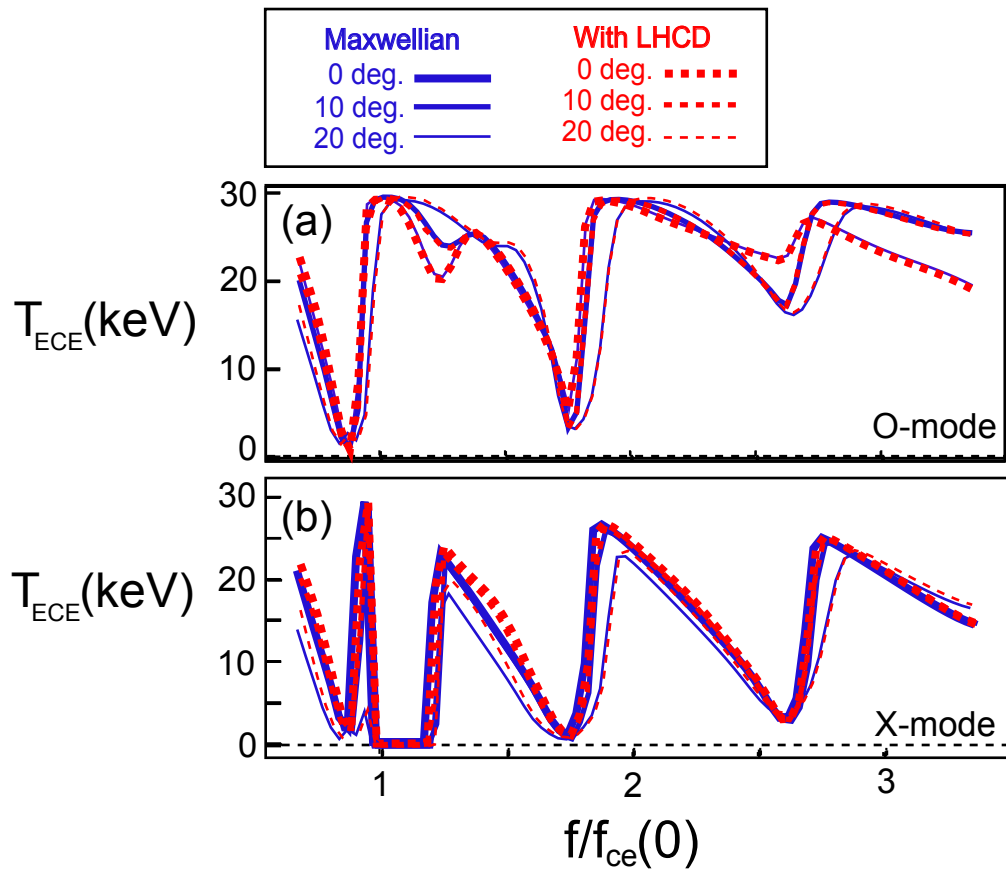 Maxwellian With LHCD
0 deg. 0 deg.
10 deg. 10 deg.
20 deg. 20 deg.
30
(a)
20
T_ECE(keV)
10
O-mode
0
30
(b)
20
T_ECE(keV)
10
X-mode
0
1 2 3
f/f_ce(0)